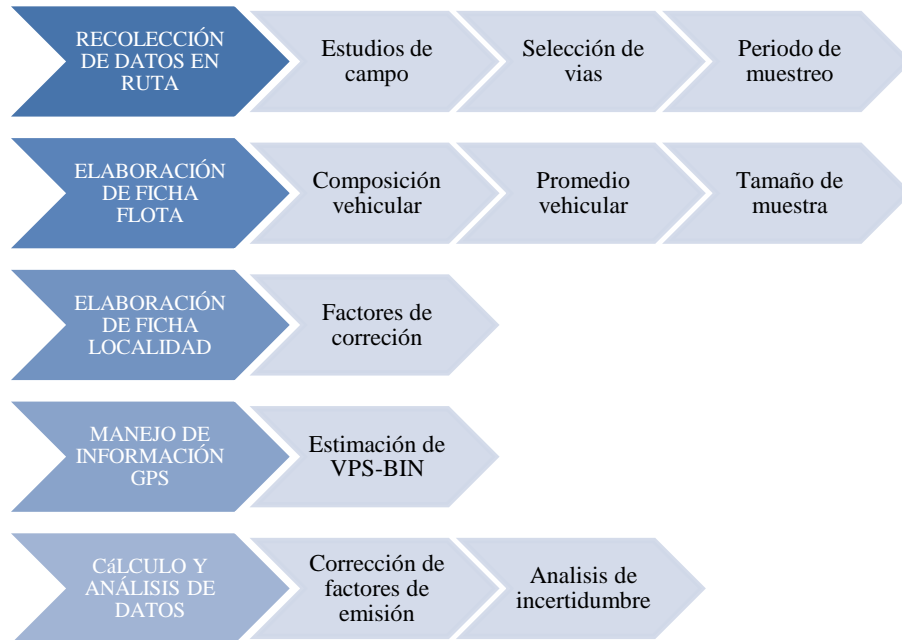 RECOLECCIÓN
DE DATOS EN
RUTA
Estudios de
campo
Selección de
vias
Periodo de
muestreo
ELABORACIÓN
DE FICHA
FLOTA
Composición
vehicular
Promedio
vehicular
Tamaño de
muestra
ELABORACIÓN
DE FICHA
LOCALIDAD
Factores de
correción
MANEJO DE
INFORMACIÓN
GPS
Estimación de
VPS-BIN
CáLCULO Y
ANÁLISIS DE
DATOS
Corrección de
factores de
emisión
Analisis de
incertidumbre